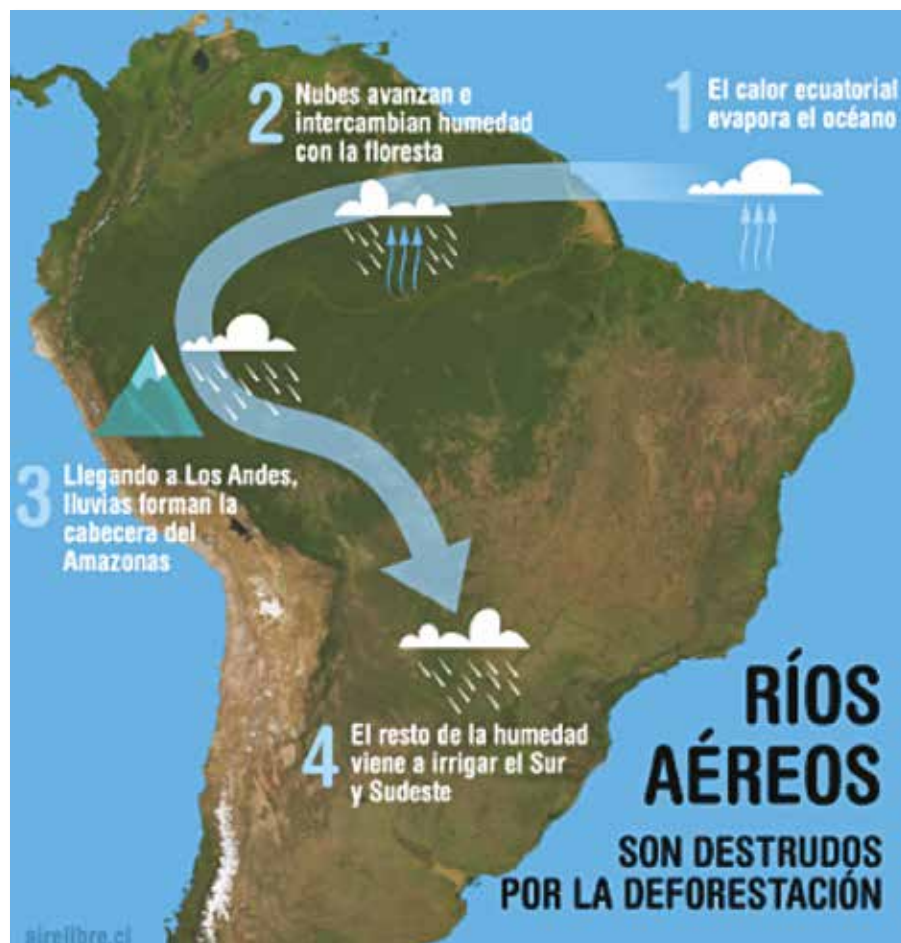 1
El calor ecuatorial
evapora el océano
2
Nubes avanzan e
intercambian humedad
con la floresta
3
Llegando a Los Andes,
lluvias forman la
cabecera del
Amazonas
4
El resto de la humedad
viene a irrigar el Sur
y Sudeste
RÍOS
AÉREOS
SON DESTRUDOS
POR LA DEFORESTACIÓN
airelibre.cl